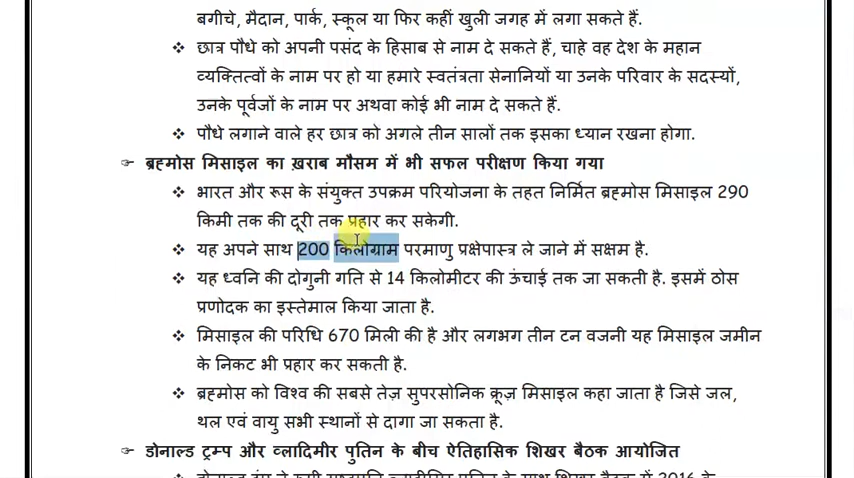 बगीचे, मैदान, पार्क, स्कूल या फिर कहीं खुली जगह में लगा सकते हैं.
❖ छात्र पौधे को अपनी पसंद के हिसाब से नाम दे सकते हैं, चाहे वह देश के महान
व्यक्तित्वों के नाम पर हो या हमारे स्वतंत्रता सेनानियों या उनके परिवार के सदस्यों,
उनके पूर्वजों के नाम पर अथवा कोई भी नाम दे सकते हैं.
❖ पौधे लगाने वाले हर छात्र को अगले तीन सालों तक इसका ध्यान रखना होगा.
☞ ब्रह्मोस मिसाइल का ख़राब मौसम में भी सफल परीक्षण किया गया
❖ भारत और रूस के संयुक्त उपक्रम परियोजना के तहत निर्मित ब्रह्मोस मिसाइल 290
किमी तक की दूरी तक प्रहार कर सकेगी.
❖ यह अपने साथ 200 किलोग्राम परमाणु प्रक्षेपास्त्र ले जाने में सक्षम है.
❖ यह ध्वनि की दोगुनी गति से 14 किलोमीटर की ऊंचाई तक जा सकती है. इसमें ठोस
प्रणोदक का इस्तेमाल किया जाता है.
❖ मिसाइल की परिधि 670 मिली की है और लगभग तीन टन वजनी यह मिसाइल जमीन
के निकट भी प्रहार कर सकती है.
❖ ब्रह्मोस को विश्व की सबसे तेज़ सुपरसोनिक क्रूज़ मिसाइल कहा जाता है जिसे जल,
थल एवं वायु सभी स्थानों से दागा जा सकता है.
☞ डोनाल्ड ट्रम्प और व्लादिमीर पुतिन के बीच ऐतिहासिक शिखर बैठक आयोजित